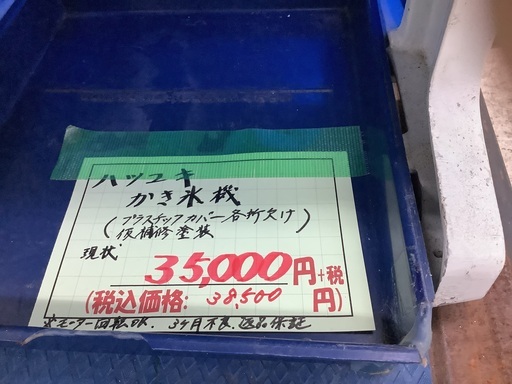 ハツユキ
かき氷機
(プラスチックカバー各所欠け)
仮補修塗装
現状
35,000円+税
(税込価格: 38,500 円)
※モーター回転OK. 3ヶ月不良返品保証